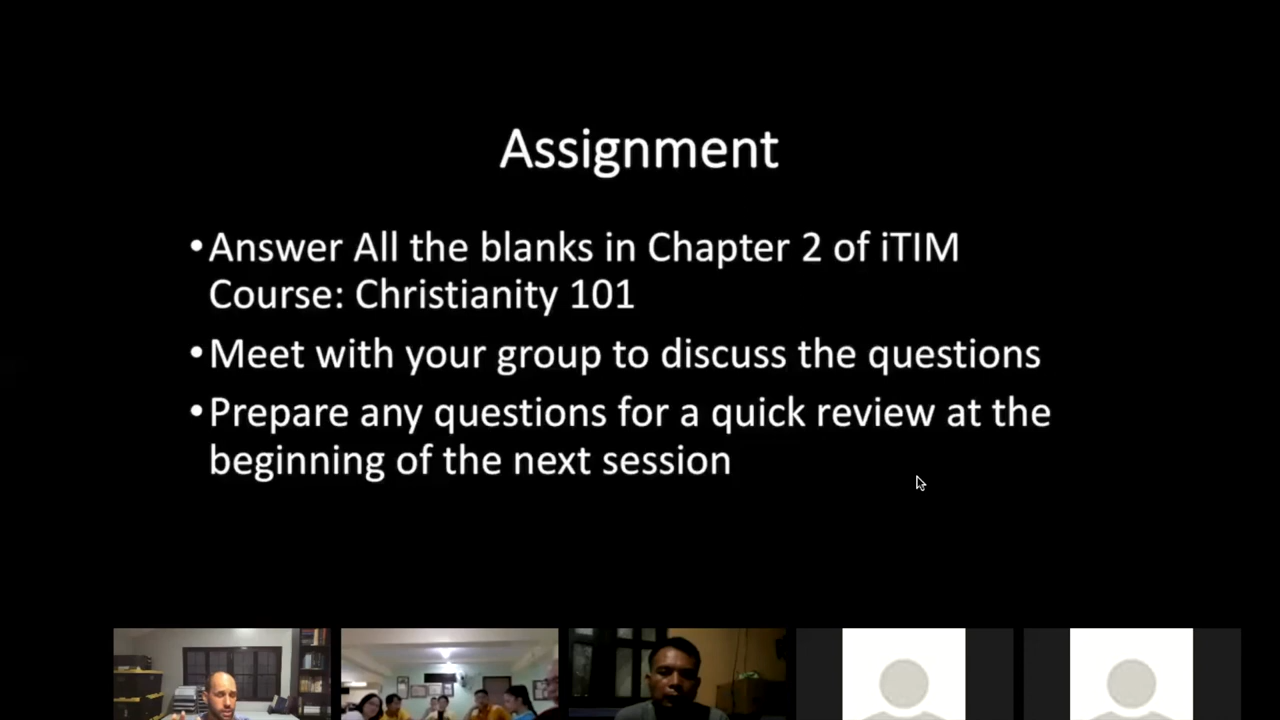 Assignment
•Answer All the blanks in Chapter 2 of iTIM
Course: Christianity 101
•Meet with your group to discuss the questions
•Prepare any questions for a quick review at the
beginning of the next session